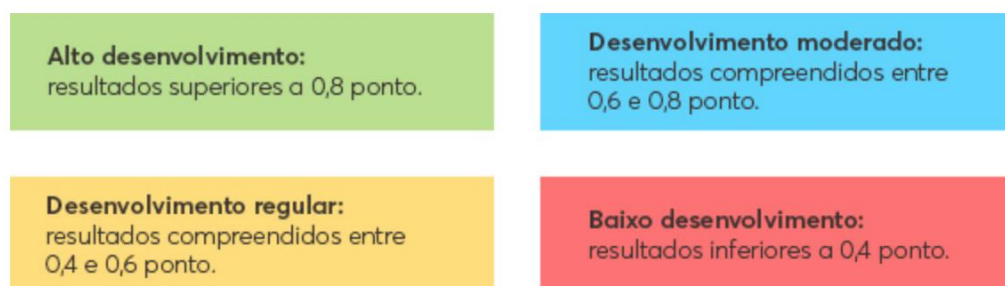 Alto desenvolvimento:
resultados superiores a 0,8 ponto.
Desenvolvimento moderado:
resultados compreendidos entre
0,6 e 0,8 ponto.
Desenvolvimento regular:
resultados compreendidos entre
0,4 e 0,6 ponto.
Baixo desenvolvimento:
resultados inferiores a 0,4 ponto.